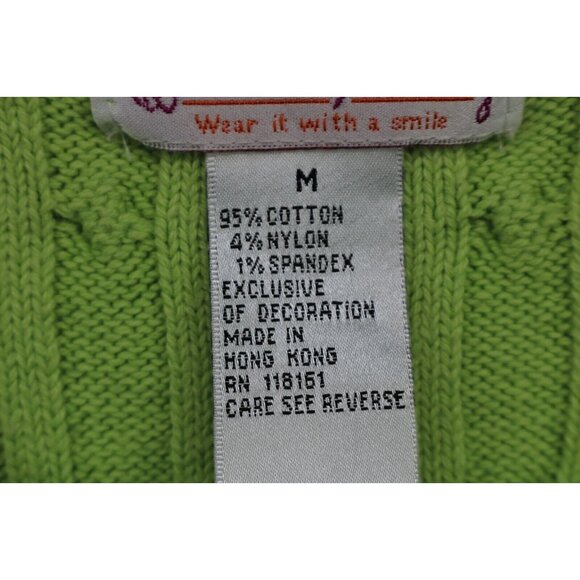 Wear it with a smile
M
95% COTTON
4% NYLON
1% SPANDEX
EXCLUSIVE
OF DECORATION
MADE IN
HONG KONG
RN 118161
CARE SEE REVERSE